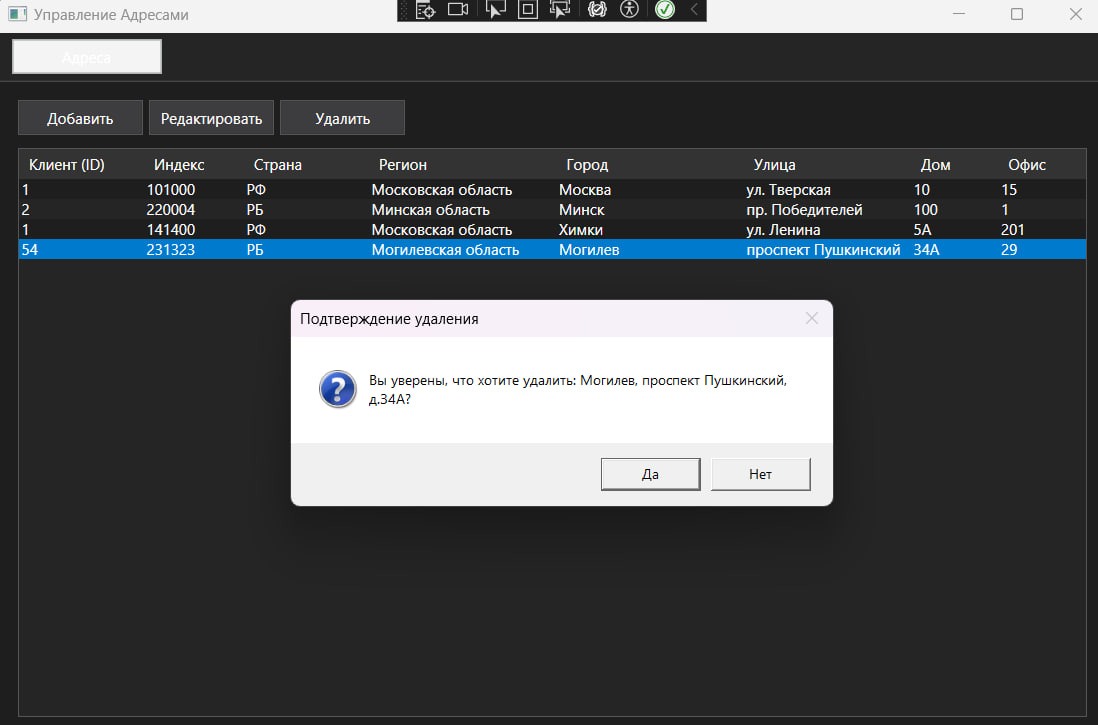 Управление Адресами
Адреса
Добавить Редактировать Удалить
Клиент (ID) Индекс Страна Регион Город Улица Дом Офис
1 101000 РФ Московская область Москва ул. Тверская 10 15
2 220004 РБ Минская область Минск пр. Победителей 100 1
1 141400 РФ Московская область Химки ул. Ленина 5А 201
54 231323 РБ Могилевская область Могилев проспект Пушкинский 34А 29
Подтверждение удаления
Вы уверены, что хотите удалить: Могилев, проспект Пушкинский,
д.34А?
Да Нет